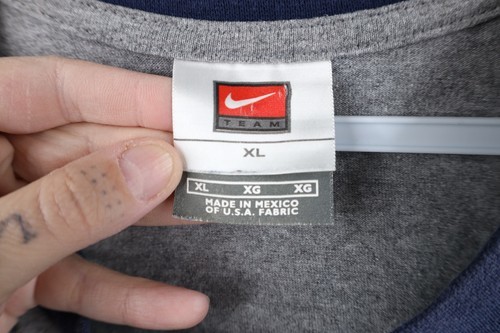 TEAM
XL
XL XG XG
MADE IN MEXICO
OF U.S.A. FABRIC